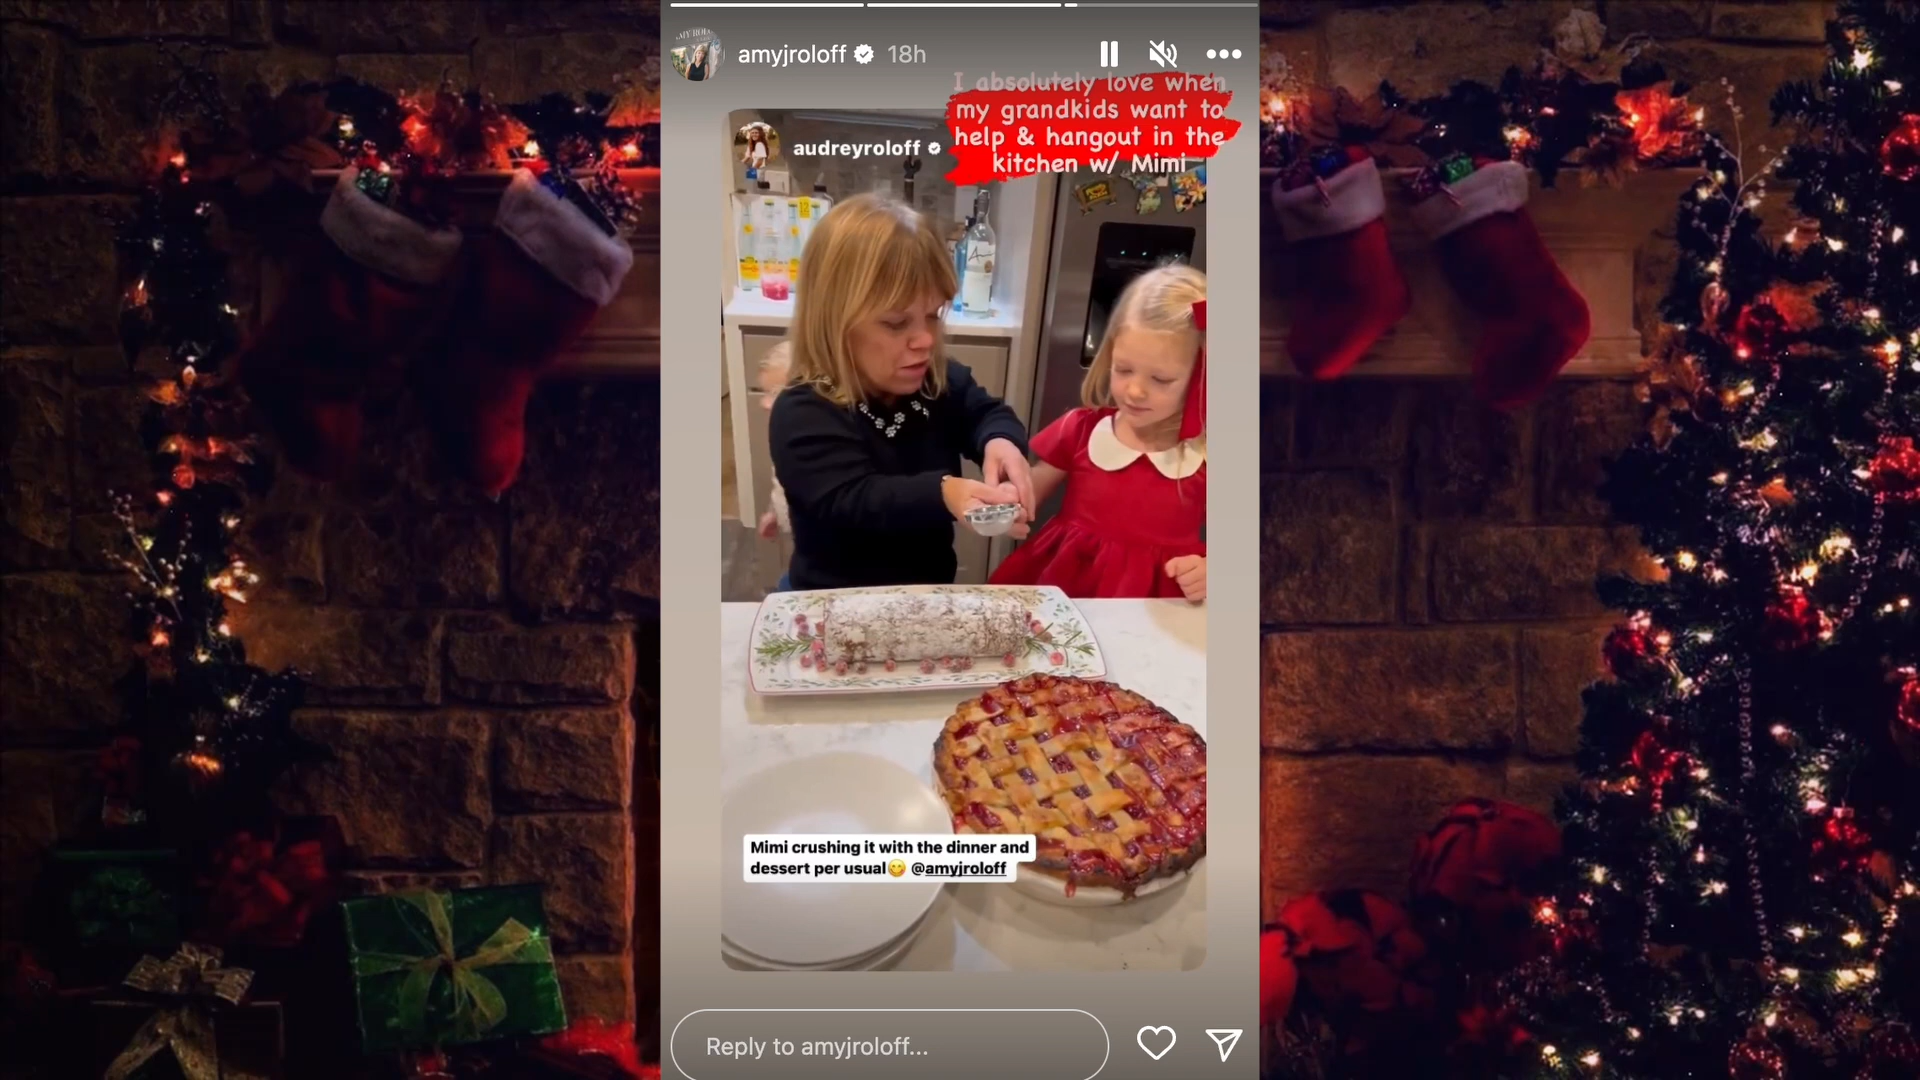 amyjroloff 18h
I absolutely love when
my grandkids want to
help & hangout in the
kitchen w/ Mimi
audreyroloff
Mimi crushing it with the dinner and
dessert per usual😋 @amyjroloff
Reply to amyjroloff...